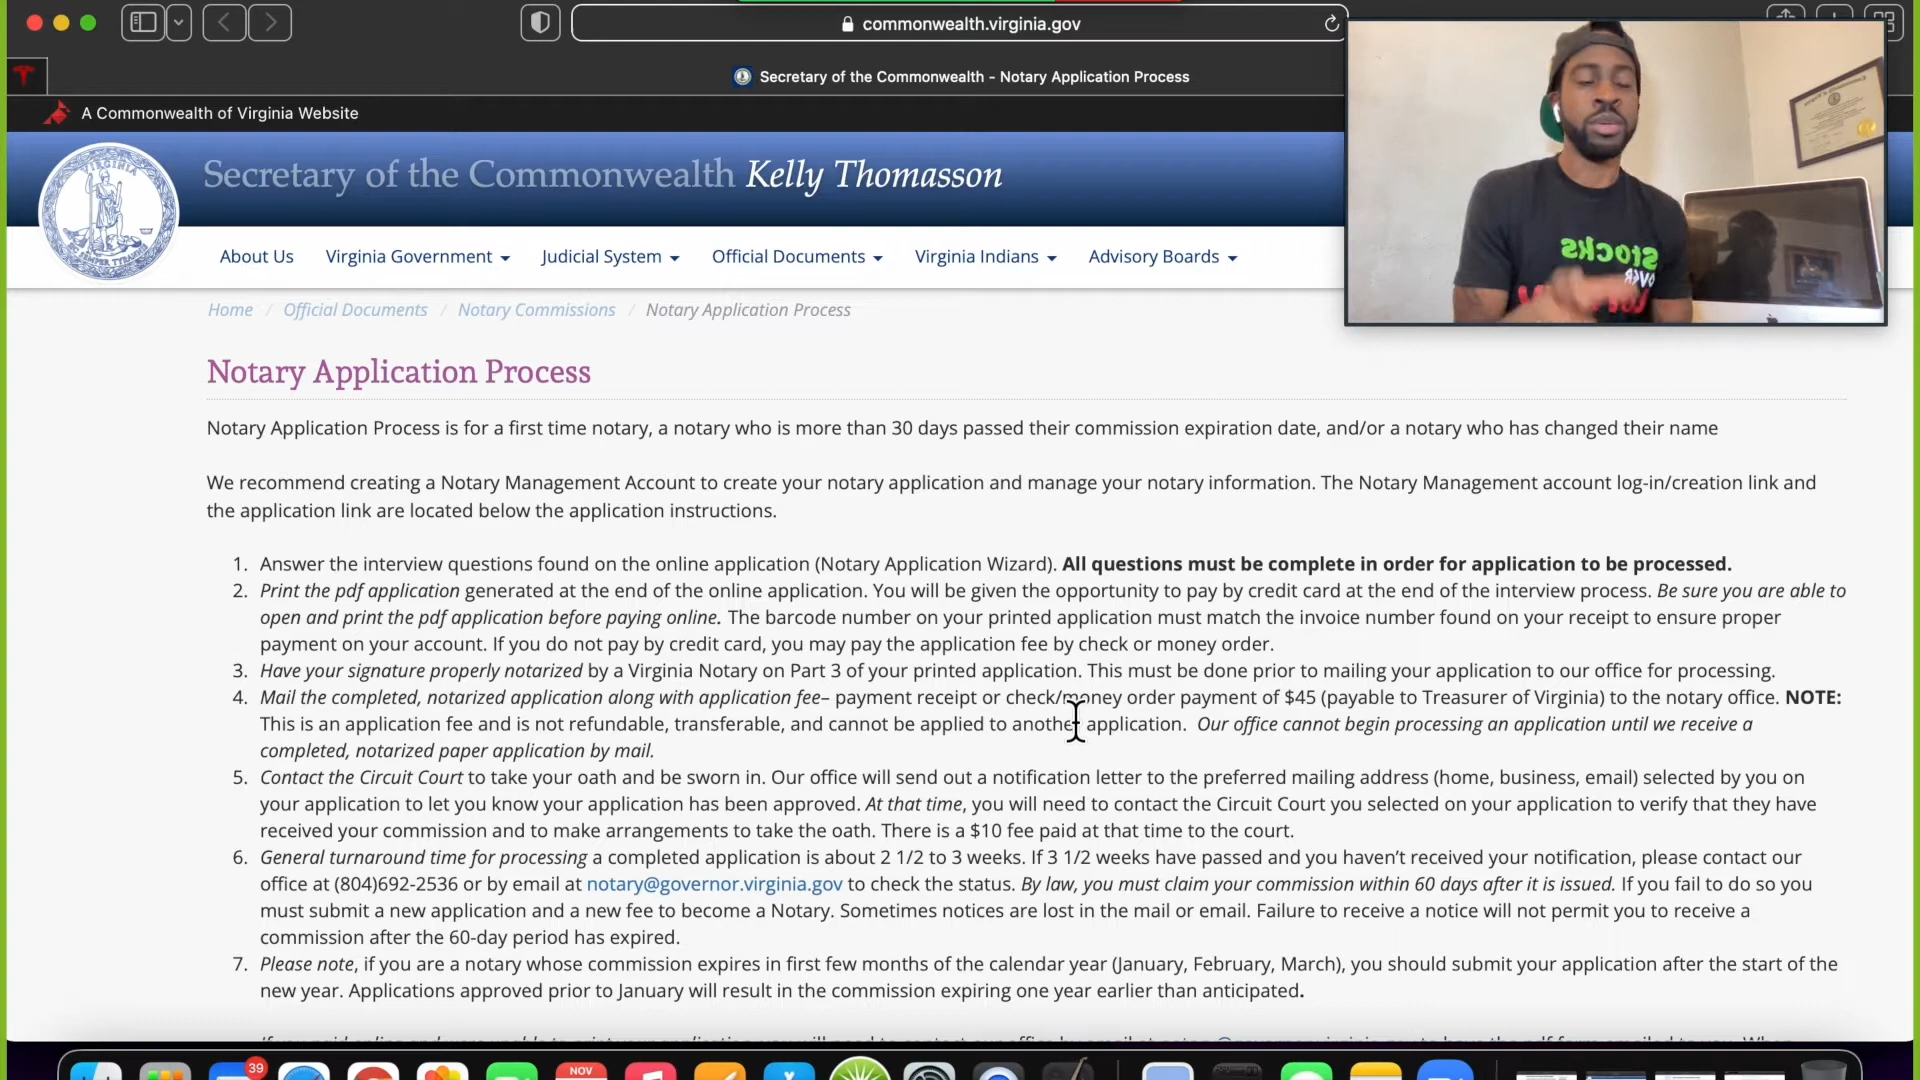 commonwealth.virginia.gov
Secretary of the Commonwealth - Notary Application Process
A Commonwealth of Virginia Website
Secretary of the Commonwealth Kelly Thomasson
VIRGINIA
About Us Virginia Government Judicial System Official Documents Virginia Indians Advisory Boards
Stocks
OVER
Home / Official Documents / Notary Commissions / Notary Application Process
Notary Application Process
Notary Application Process is for a first time notary, a notary who is more than 30 days passed their commission expiration date, and/or a notary who has changed their name
We recommend creating a Notary Management Account to create your notary application and manage your notary information. The Notary Management account log-in/creation link and
the application link are located below the application instructions.
1. Answer the interview questions found on the online application (Notary Application Wizard). All questions must be complete in order for application to be processed.
2. Print the pdf application generated at the end of the online application. You will be given the opportunity to pay by credit card at the end of the interview process. Be sure you are able to
open and print the pdf application before paying online. The barcode number on your printed application must match the invoice number found on your receipt to ensure proper
payment on your account. If you do not pay by credit card, you may pay the application fee by check or money order.
3. Have your signature properly notarized by a Virginia Notary on Part 3 of your printed application. This must be done prior to mailing your application to our office for processing.
4. Mail the completed, notarized application along with application fee– payment receipt or check/money order payment of $45 (payable to Treasurer of Virginia) to the notary office. NOTE:
This is an application fee and is not refundable, transferable, and cannot be applied to another application. Our office cannot begin processing an application until we receive a
completed, notarized paper application by mail.
5. Contact the Circuit Court to take your oath and be sworn in. Our office will send out a notification letter to the preferred mailing address (home, business, email) selected by you on
your application to let you know your application has been approved. At that time, you will need to contact the Circuit Court you selected on your application to verify that they have
received your commission and to make arrangements to take the oath. There is a $10 fee paid at that time to the court.
6. General turnaround time for processing a completed application is about 2 1/2 to 3 weeks. If 3 1/2 weeks have passed and you haven't received your notification, please contact our
office at (804)692-2536 or by email at notary@governor.virginia.gov to check the status. By law, you must claim your commission within 60 days after it is issued. If you fail to do so you
must submit a new application and a new fee to become a Notary. Sometimes notices are lost in the mail or email. Failure to receive a notice will not permit you to receive a
commission after the 60-day period has expired.
7. Please note, if you are a notary whose commission expires in first few months of the calendar year (January, February, March), you should submit your application after the start of the
new year. Applications approved prior to January will result in the commission expiring one year earlier than anticipated.
39
NOV